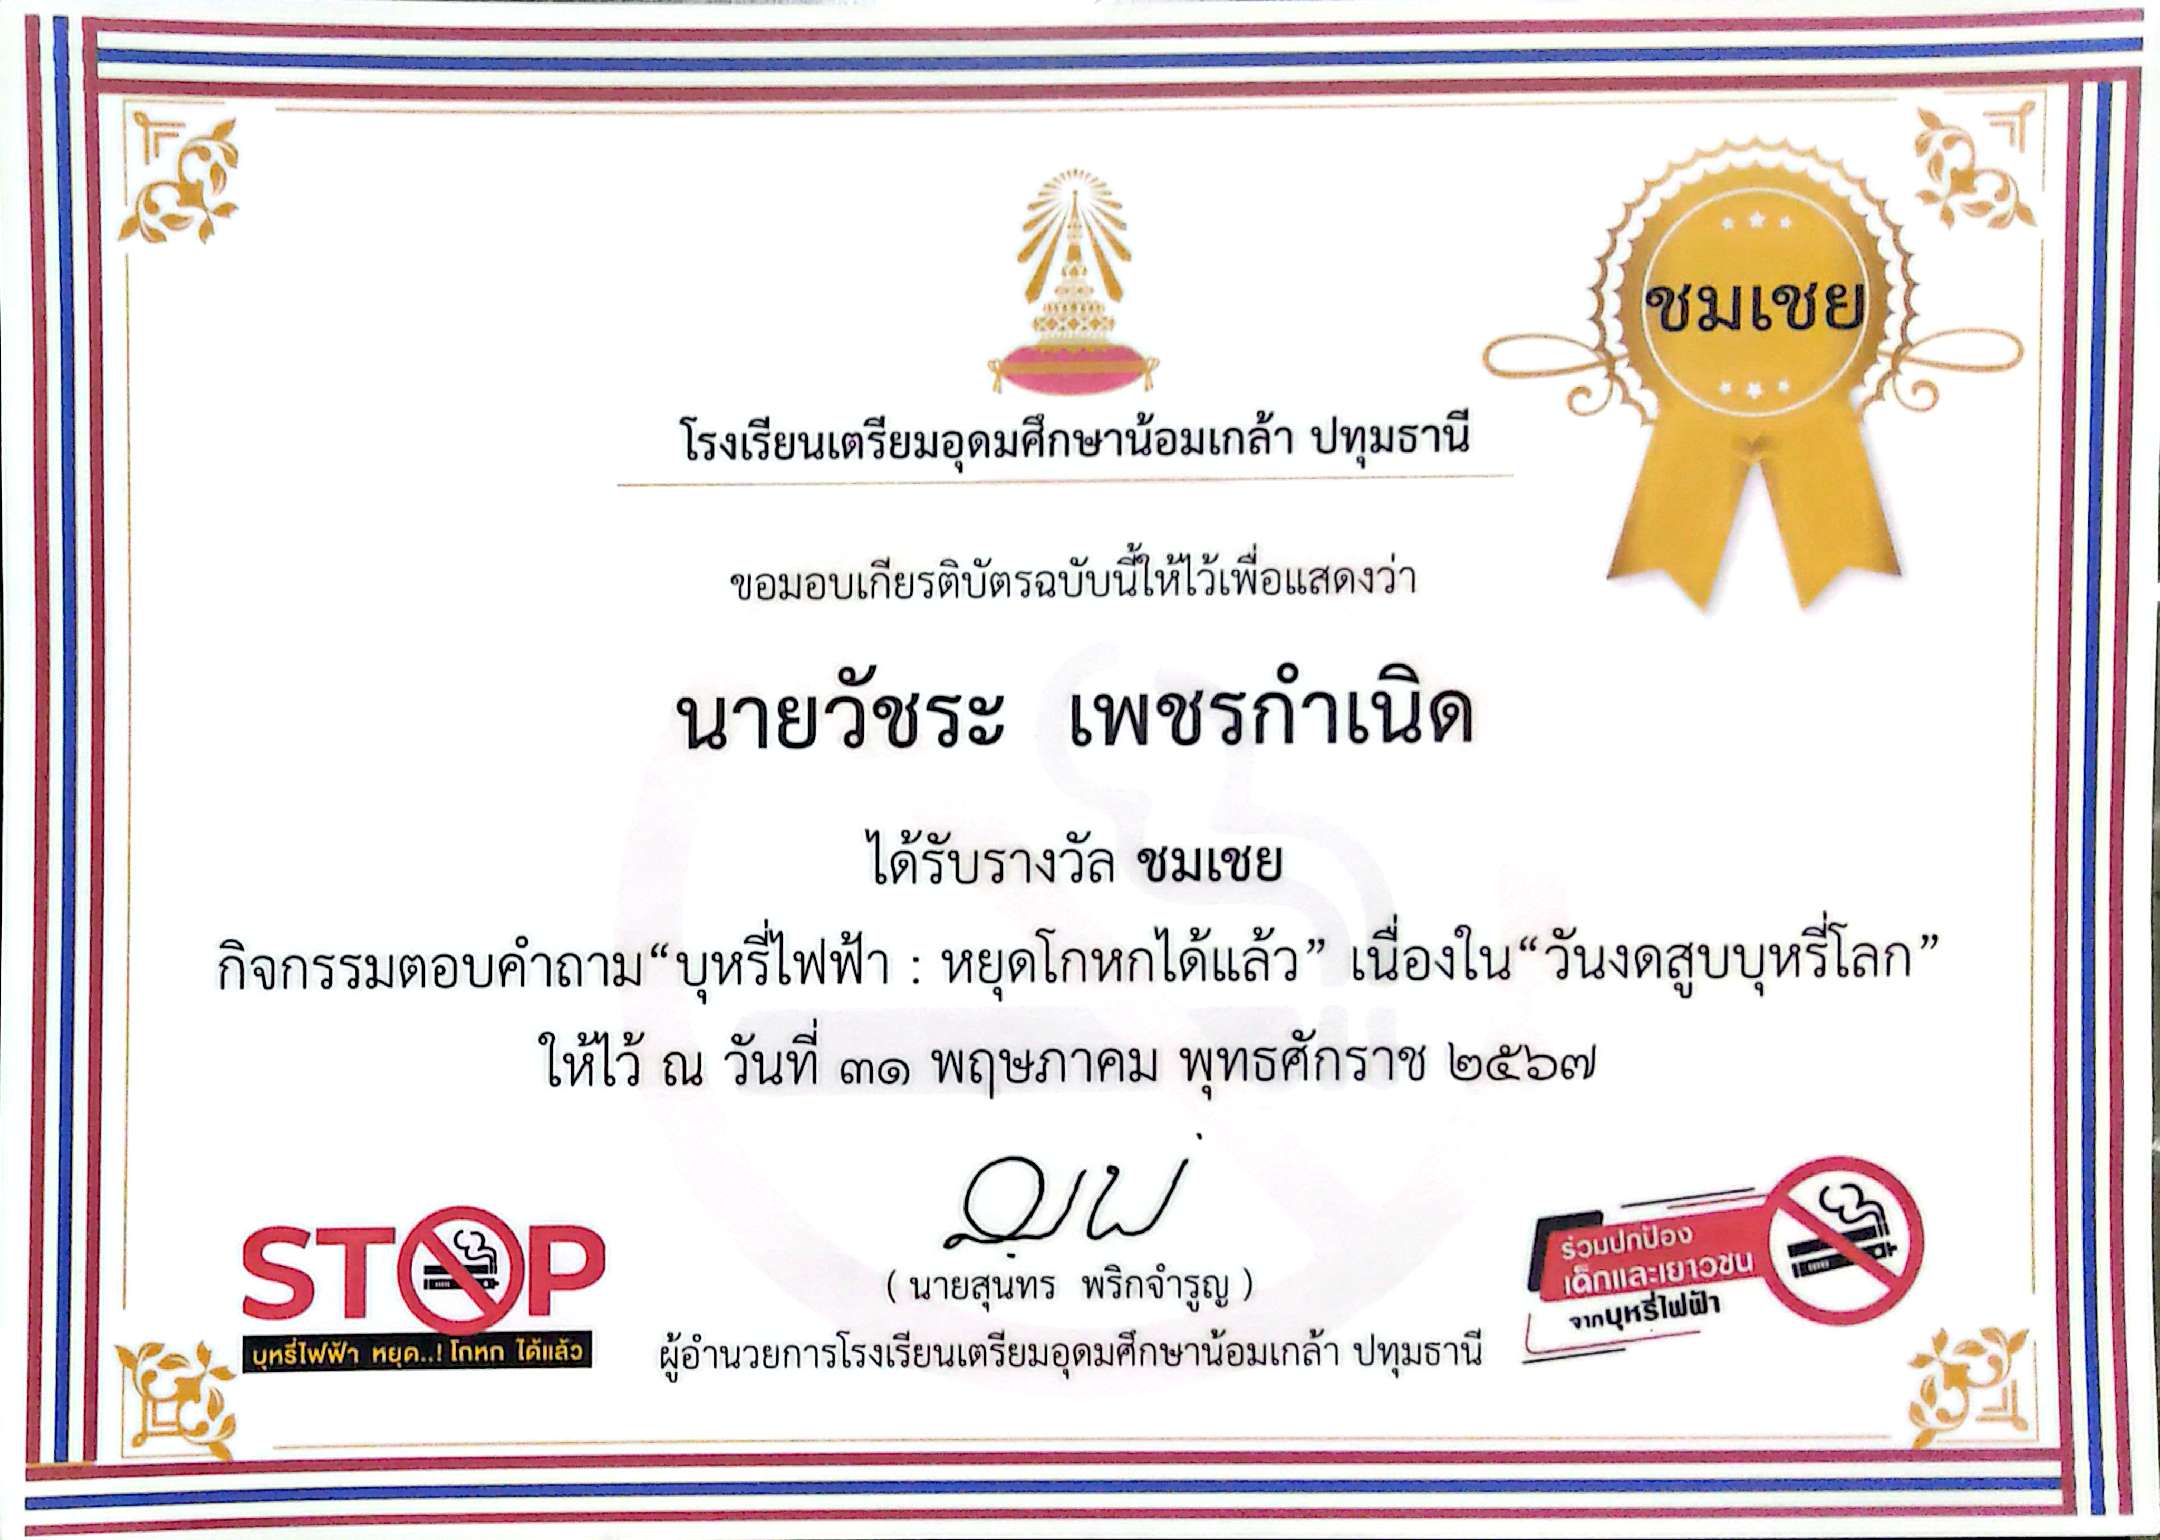 ชมเชย
โรงเรียนเตรียมอุดมศึกษาน้อมเกล้า ปทุมธานี
ขอมอบเกียรติบัตรฉบับนี้ให้ไว้เพื่อแสดงว่า
นายวัชระ เพชรกำเนิด
ได้รับรางวัล ชมเชย
กิจกรรมตอบคำถาม“บุหรี่ไฟฟ้า : หยุดโกหกได้แล้ว” เนื่องใน“วันงดสูบบุหรี่โลก”
ให้ไว้ ณ วันที่ ๓๑ พฤษภาคม พุทธศักราช ๒๕๖๗
( นายสุนทร พริกจำรูญ )
ผู้อำนวยการโรงเรียนเตรียมอุดมศึกษาน้อมเกล้า ปทุมธานี
STOP
บุหรี่ไฟฟ้า หยุด..! โกหก ได้แล้ว
ร่วมปกป้อง
เด็กและเยาวชน
จากบุหรี่ไฟฟ้า